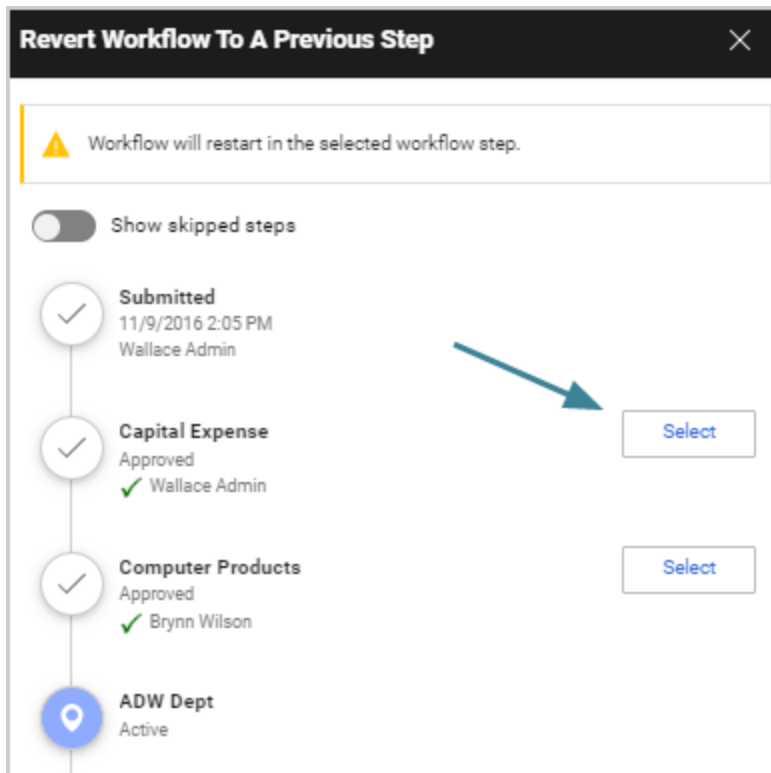 Revert Workflow To A Previous Step
Workflow will restart in the selected workflow step.
Show skipped steps
Submitted
11/9/2016 2:05 PM
Wallace Admin
Capital Expense
Select
Approved
Wallace Admin
Computer Products
Select
Approved
Brynn Wilson
ADW Dept
Active